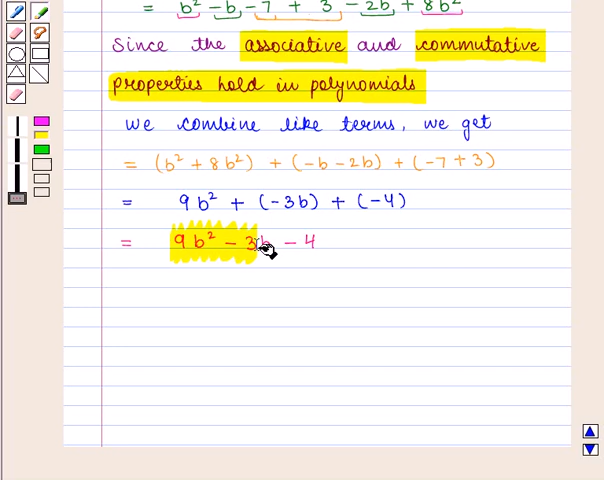 = b² - b - 7 + 3 - 2b + 8b²
Since the associative and commutative
properties hold in polynomials
we combine like terms, we get
= (b² + 8b²) + (-b - 2b) + (-7 + 3)
= 9b² + (-3b) + (-4)
= 9b² - 3b - 4